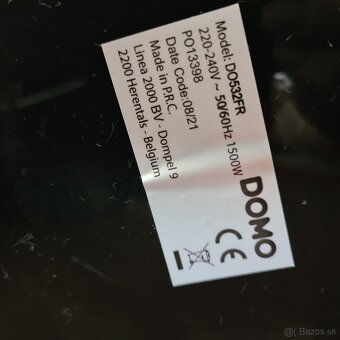 DOMO
Model: DO532FR
220-240V ~ 50/60Hz 1500W
PO13398
Date Code:08/21
Made in P.R.C.
Linea 2000 BV - Dompel 9
2200 Herentals - Belgium
CE
@( Bazos.sk